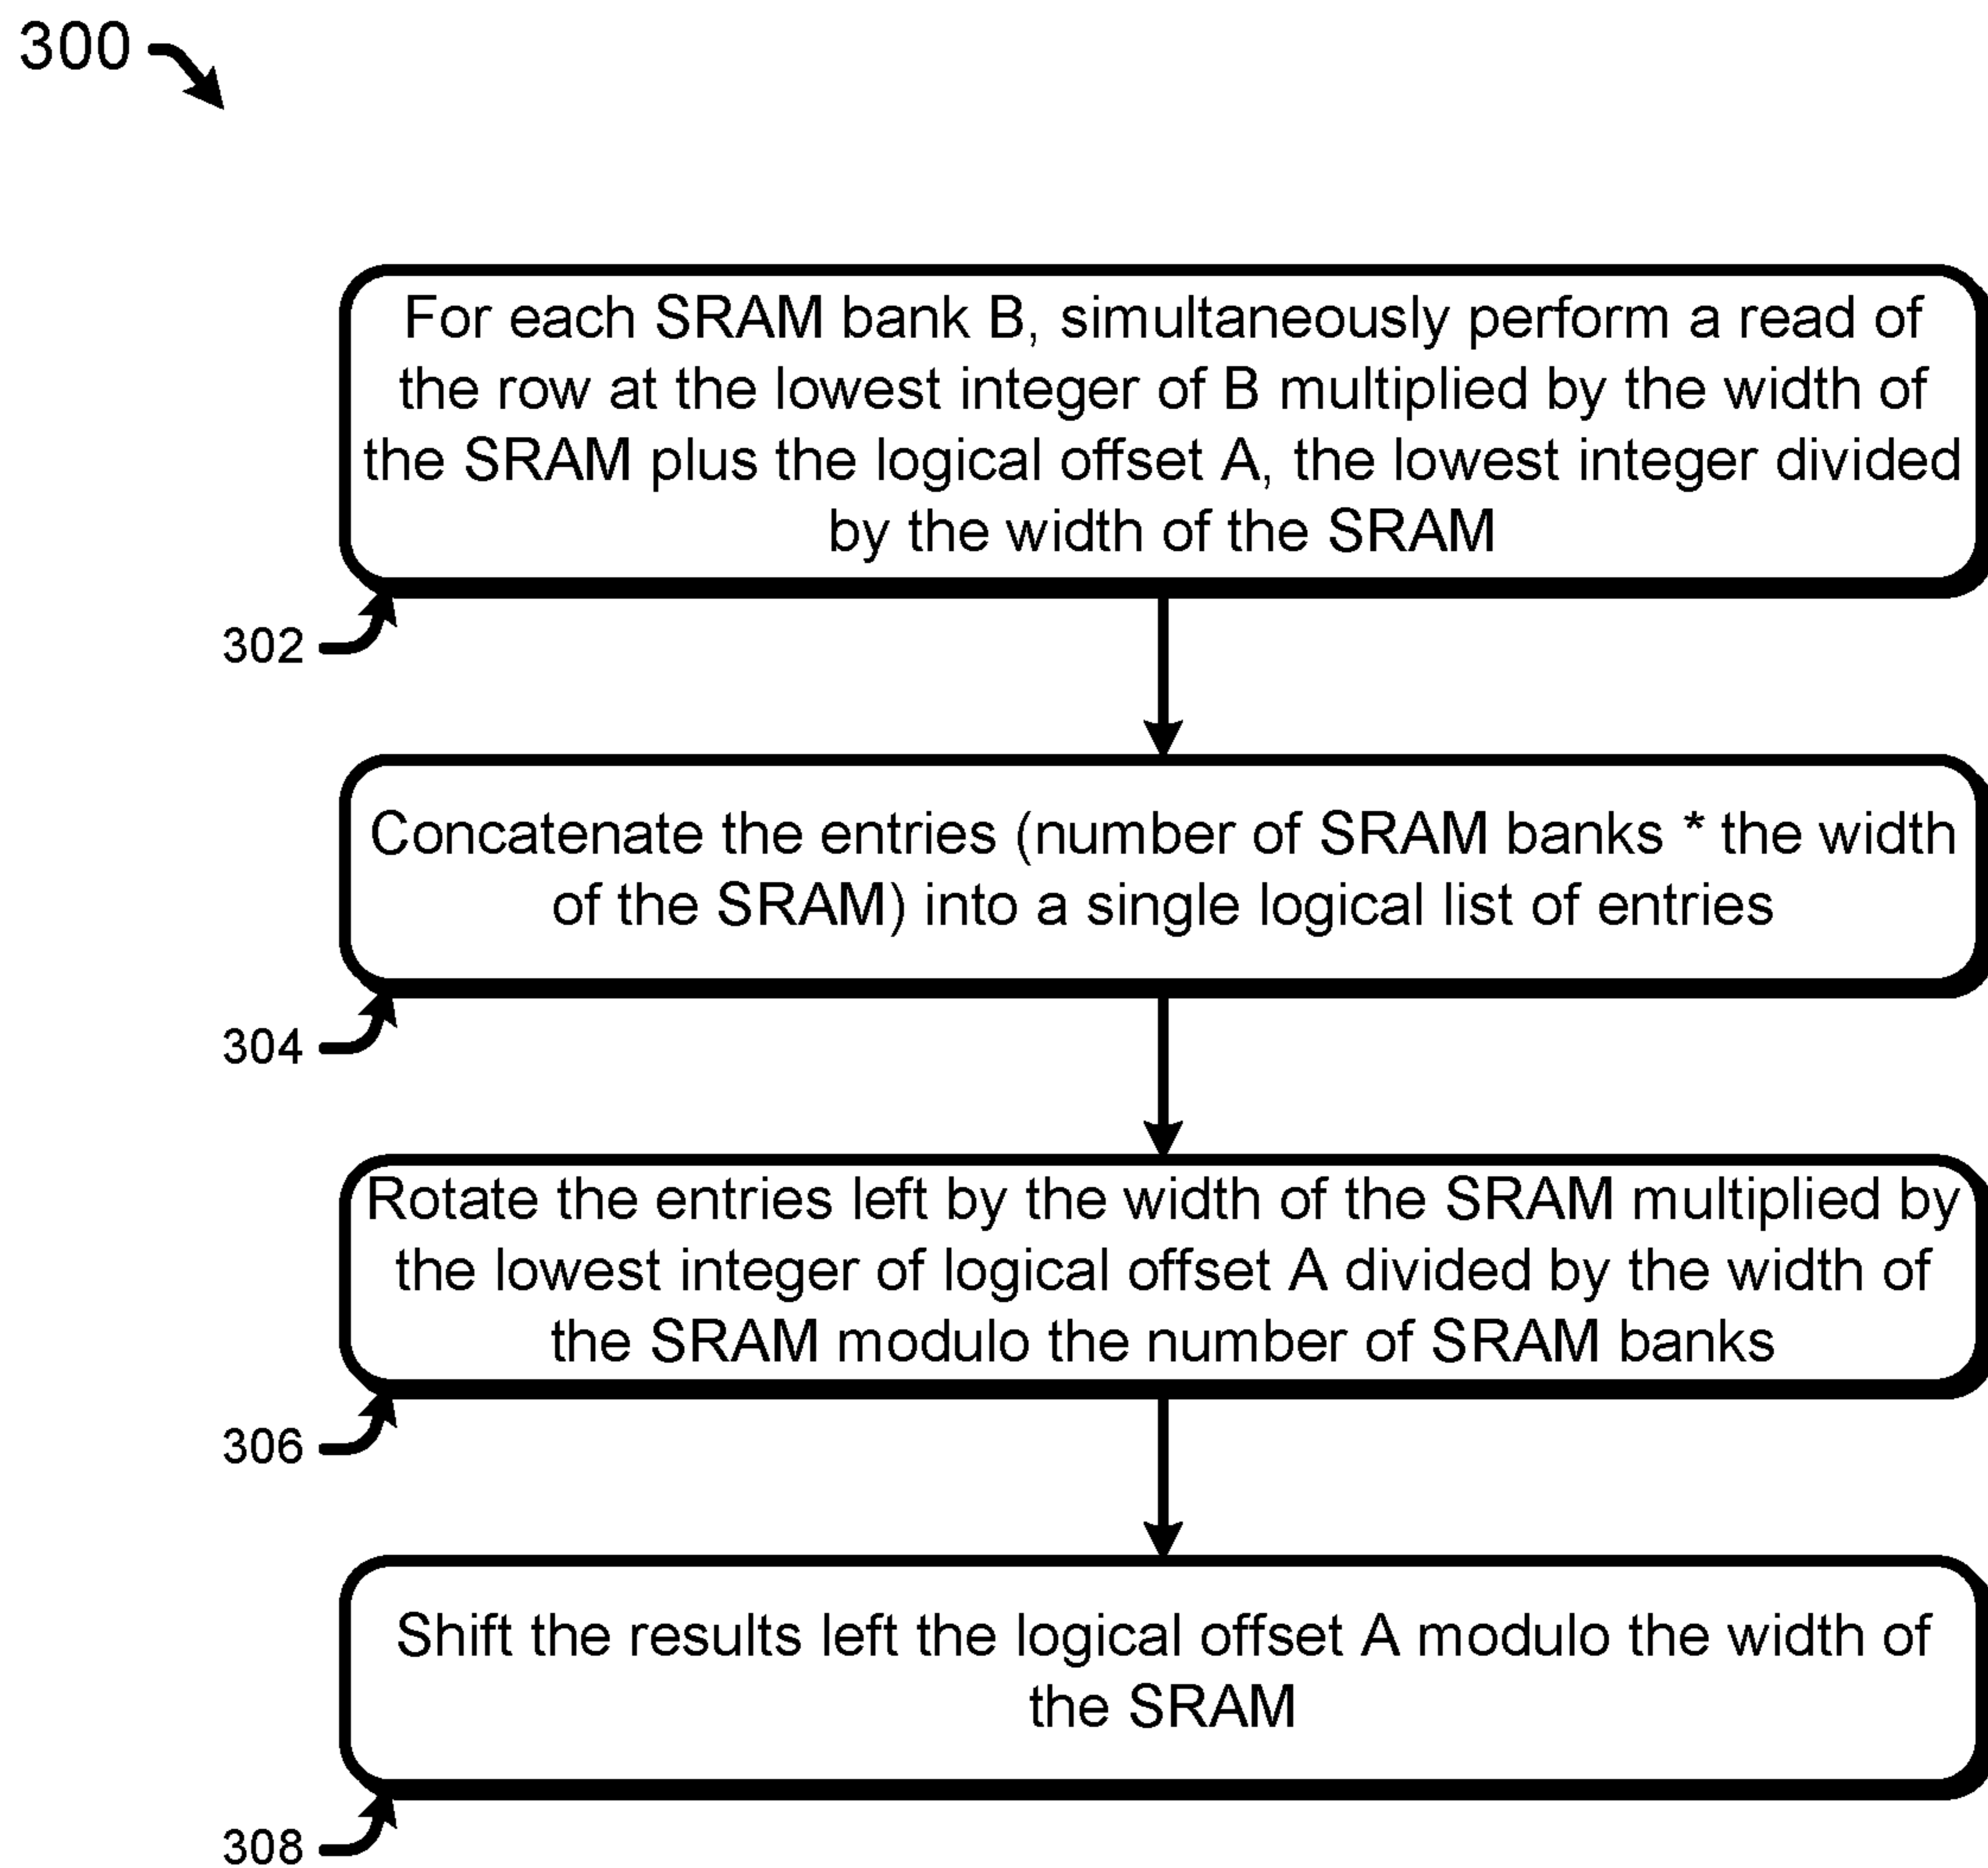 300
For each SRAM bank B, simultaneously perform a read of
the row at the lowest integer of B multiplied by the width of
the SRAM plus the logical offset A, the lowest integer divided
by the width of the SRAM
302
Concatenate the entries (number of SRAM banks * the width
of the SRAM) into a single logical list of entries
304
Rotate the entries left by the width of the SRAM multiplied by
the lowest integer of logical offset A divided by the width of
the SRAM modulo the number of SRAM banks
306
Shift the results left the logical offset A modulo the width of
the SRAM
308